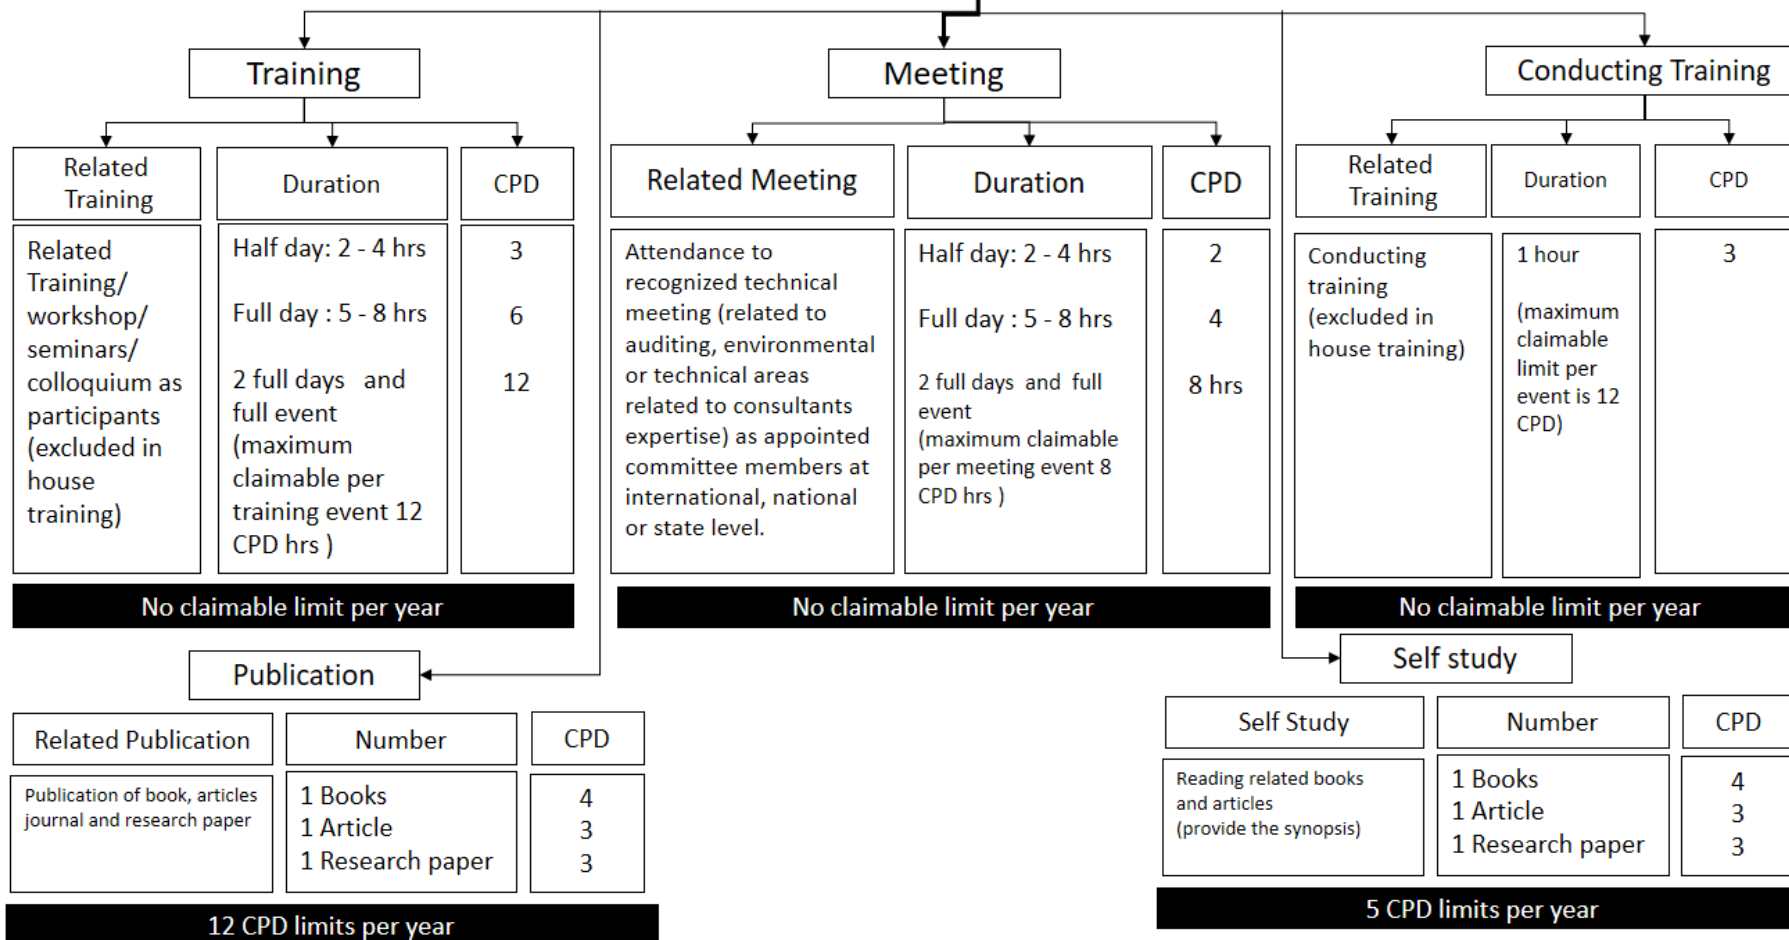 Training
Related
Training
Duration
CPD
Related
Training/
workshop/
seminars/
colloquium as
participants
(excluded in
house
training)
Half day: 2 - 4 hrs
Full day : 5 - 8 hrs
2 full days and
full event
(maximum
claimable per
training event 12
CPD hrs )
3
6
12
No claimable limit per year
Meeting
Related Meeting
Duration
CPD
Attendance to
recognized technical
meeting (related to
auditing, environmental
or technical areas
related to consultants
expertise) as appointed
committee members at
international, national
or state level.
Half day: 2 - 4 hrs
Full day : 5 - 8 hrs
2 full days and full
event
(maximum claimable
per meeting event 8
CPD hrs )
2
4
8 hrs
No claimable limit per year
Conducting Training
Related
Training
Duration
CPD
Conducting
training
(excluded in
house training)
1 hour
(maximum
claimable
limit per
event is 12
CPD)
3
No claimable limit per year
Publication
Related Publication
Number
CPD
Publication of book, articles
journal and research paper
1 Books
1 Article
1 Research paper
4
3
3
12 CPD limits per year
Self study
Self Study
Number
CPD
Reading related books
and articles
(provide the synopsis)
1 Books
1 Article
1 Research paper
4
3
3
5 CPD limits per year